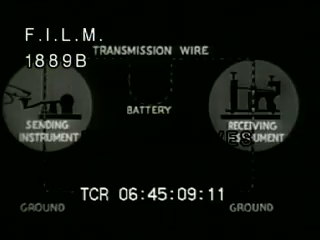 F.I.L.M.
1889B
TRANSMISSION WIRE
BATTERY
SENDING INSTRUMENT
RECEIVING INSTRUMENT
TCR 06:45:09:11
GROUND
GROUND